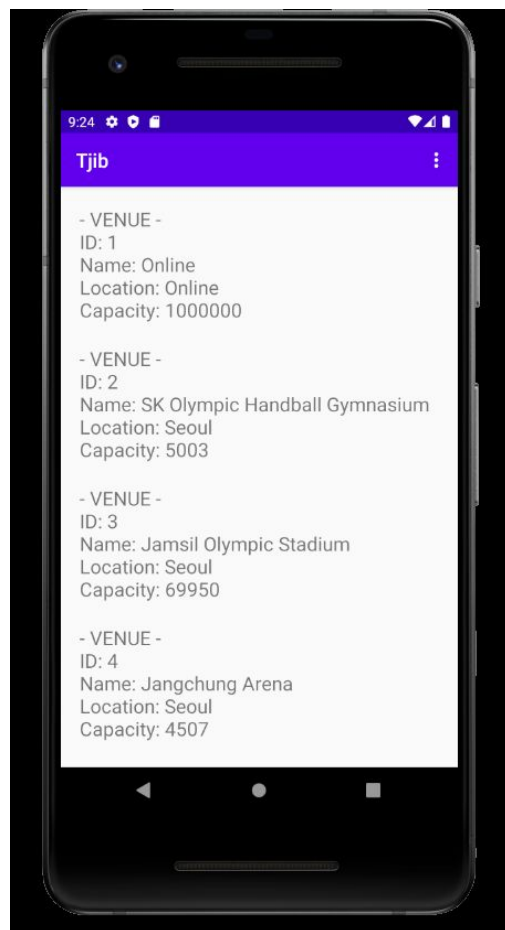 9:24
Tjib
- VENUE -
ID: 1
Name: Online
Location: Online
Capacity: 1000000
- VENUE -
ID: 2
Name: SK Olympic Handball Gymnasium
Location: Seoul
Capacity: 5003
- VENUE -
ID: 3
Name: Jamsil Olympic Stadium
Location: Seoul
Capacity: 69950
- VENUE -
ID: 4
Name: Jangchung Arena
Location: Seoul
Capacity: 4507